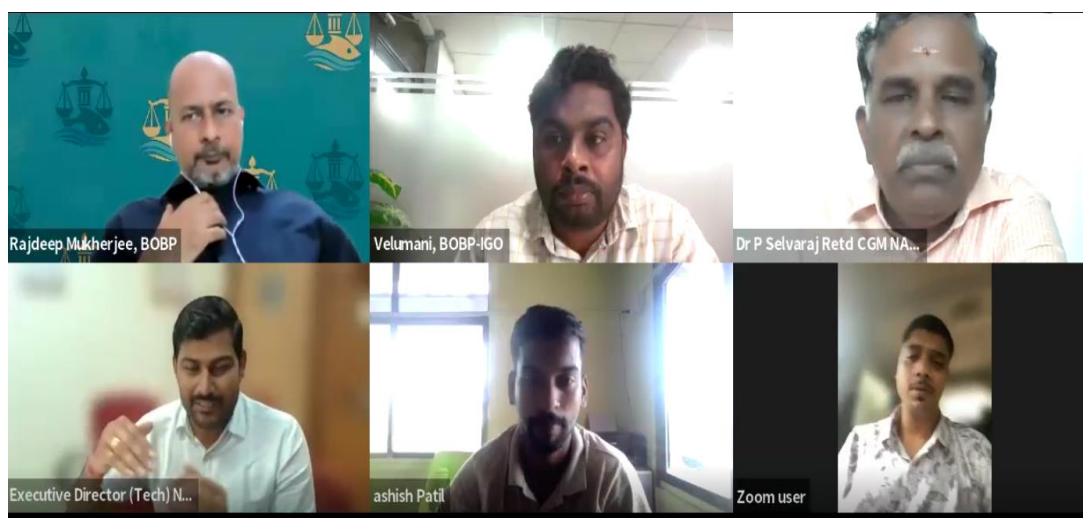 Rajdeep Mukherjee, BOBP
Velumani, BOBP-IGO
Dr P Selvaraj Retd CGM NA...
Executive Director (Tech) N...
ashish Patil
Zoom user